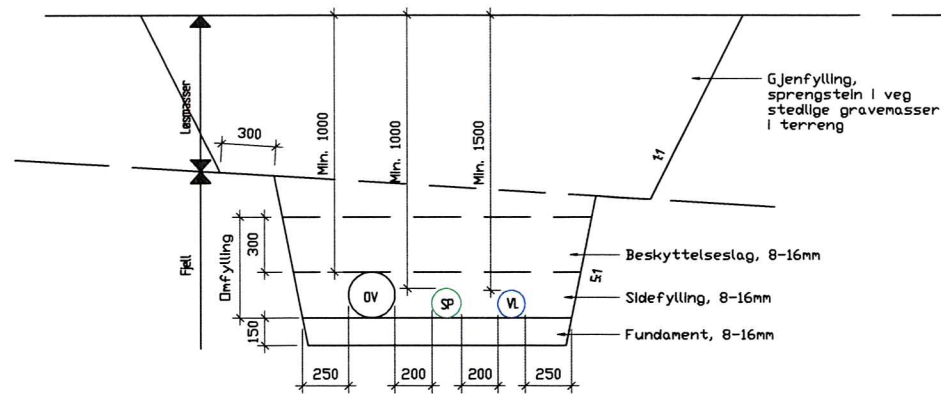 Gjenfylling,
sprengstein i veg
stedlige gravemasser
i terreng
Løsmasser
300
Min. 1000
Min. 1000
Min. 1500
1:1
Fjell
Omfylling
300
150
OV
SP
VL
5:1
Beskyttelseslag, 8-16mm
Sidefylling, 8-16mm
Fundament, 8-16mm
250
200
200
250